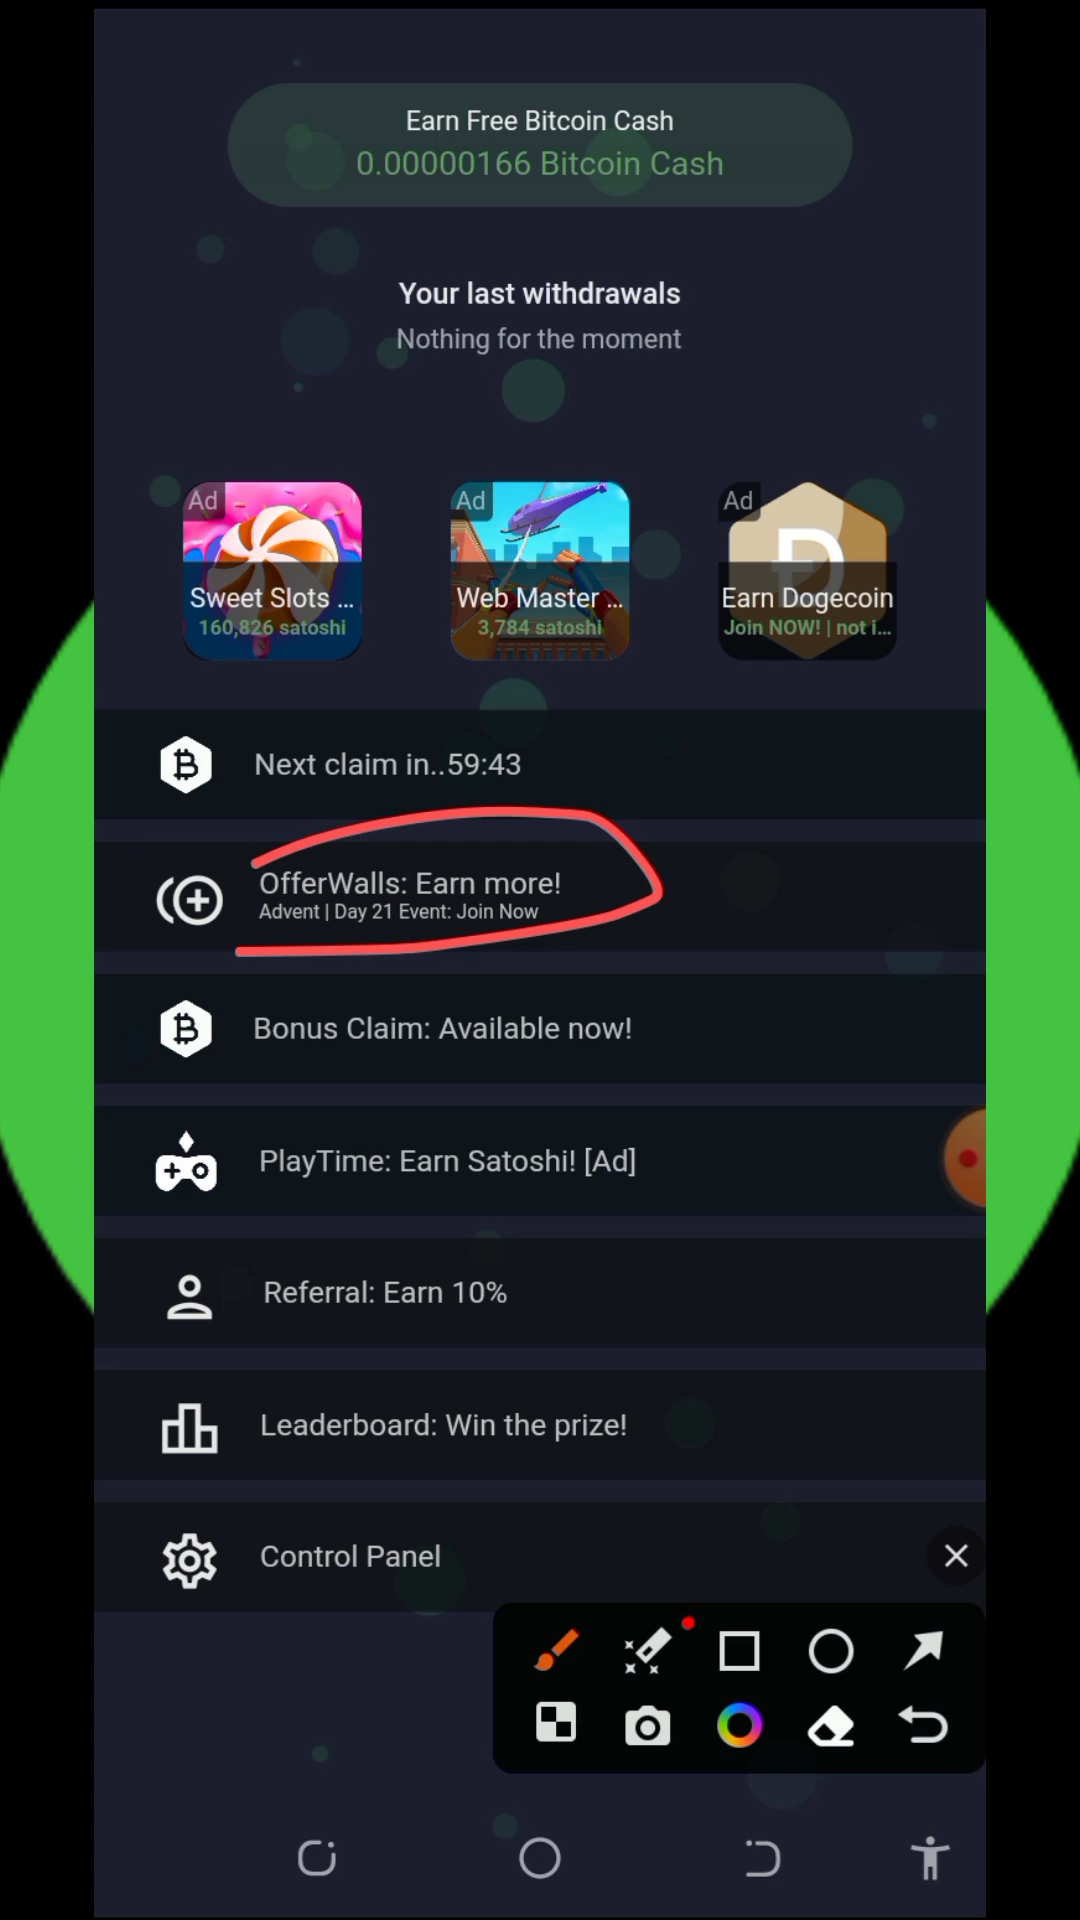 Earn Free Bitcoin Cash
0.00000166 Bitcoin Cash
Your last withdrawals
Nothing for the moment
Ad
Sweet Slots ...
160,826 satoshi
Ad
Web Master ...
3,784 satoshi
Ad
Earn Dogecoin
Join NOW! | not i...
Next claim in..59:43
OfferWalls: Earn more!
Advent | Day 21 Event: Join Now
Bonus Claim: Available now!
PlayTime: Earn Satoshi! [Ad]
Referral: Earn 10%
Leaderboard: Win the prize!
Control Panel